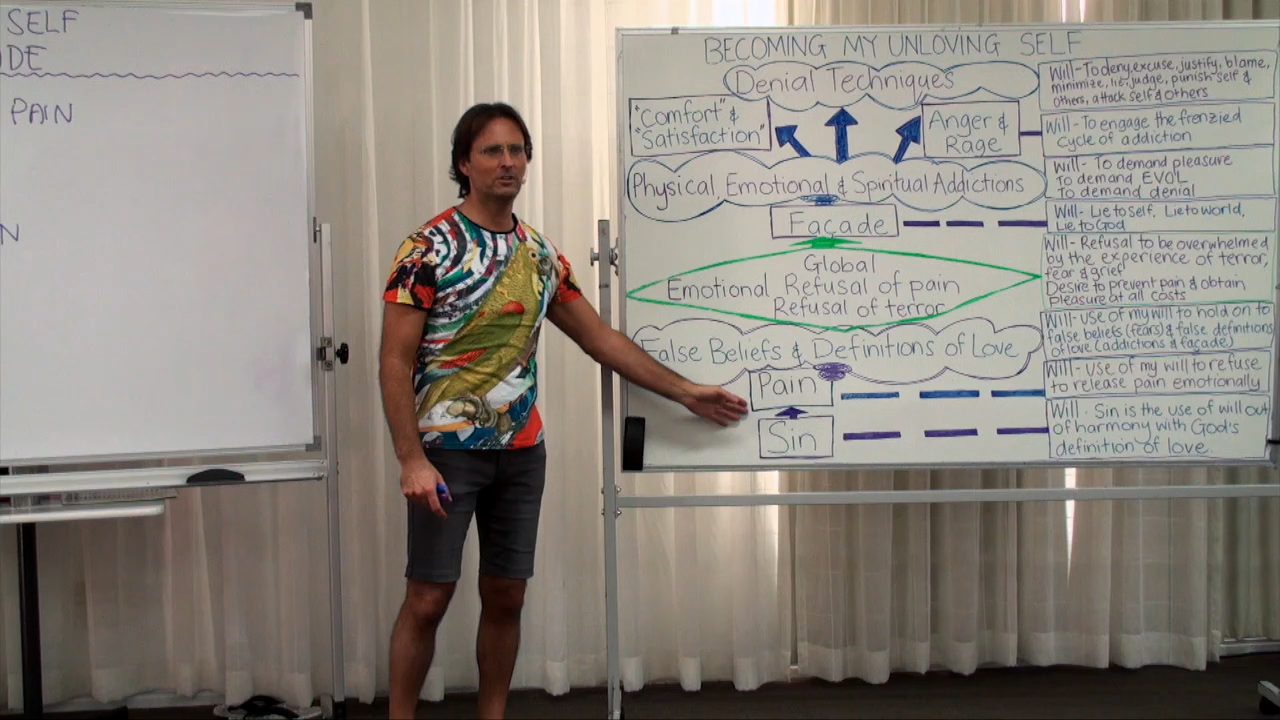 SELF
DE
PAIN
N
BECOMING MY UNLOVING SELF
Denial Techniques
"Comfort" &
"Satisfaction"
Anger &
Rage
Physical, Emotional & Spiritual Addictions
Façade
Global
Emotional Refusal of pain
Refusal of terror
False Beliefs & Definitions of Love
Pain
Sin
Will - To deny, excuse, justify, blame,
minimize, lie, judge, punish self &
others, attack self & others
Will - To engage the frenzied
cycle of addiction
Will - To demand pleasure
To demand EVOL
To demand denial
Will - Lie to self, Lie to world,
Lie to God
Will - Refusal to be overwhelmed
by the experience of terror,
fear & grief
Desire to prevent pain & obtain
pleasure at all costs
Will - use of my will to hold on to
false beliefs (fears) & false definitions
of love (addictions & façade)
Will - Use of my will to refuse
to release pain emotionally
Will - Sin is the use of will out
of harmony with God's
definition of love.